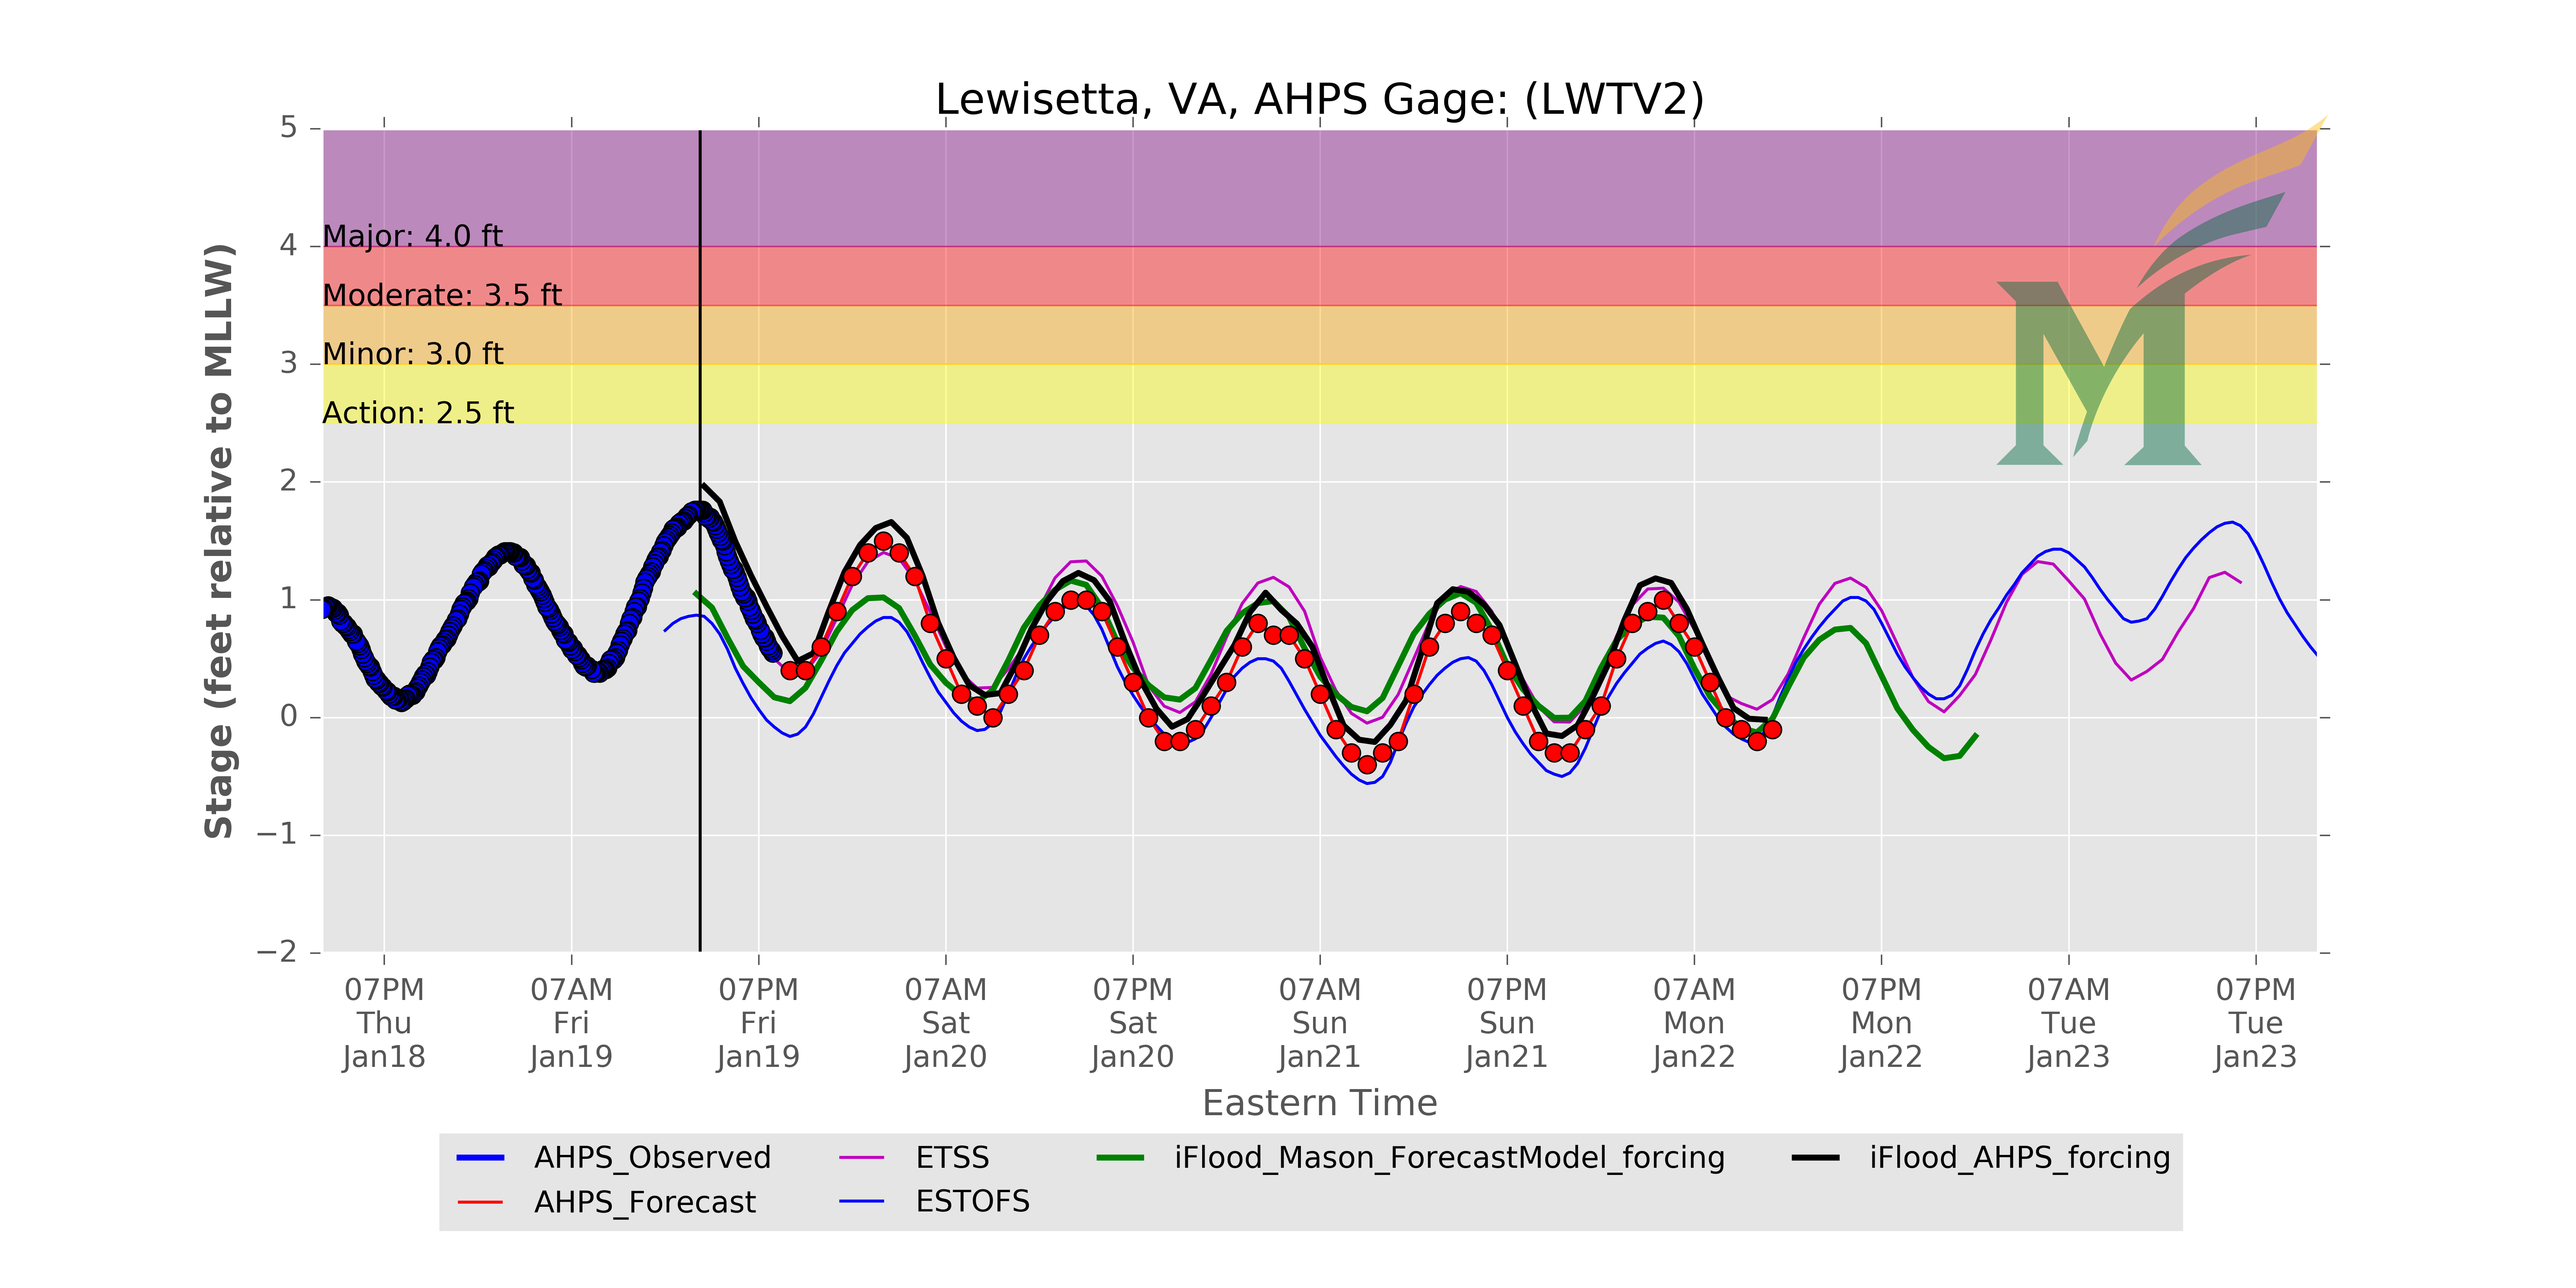 Lewisetta, VA, AHPS Gage: (LWTV2)
Stage (feet relative to MLLW)
5
4
3
2
1
0
−1
−2
Major: 4.0 ft
Moderate: 3.5 ft
Minor: 3.0 ft
Action: 2.5 ft
M
07PM 07AM 07PM 07AM 07PM 07AM 07PM 07AM 07PM 07AM 07PM
Thu Fri Fri Sat Sat Sun Sun Mon Mon Tue Tue
Jan18 Jan19 Jan19 Jan20 Jan20 Jan21 Jan21 Jan22 Jan22 Jan23 Jan23
Eastern Time
AHPS_Observed ETSS iFlood_Mason_ForecastModel_forcing iFlood_AHPS_forcing
AHPS_Forecast ESTOFS